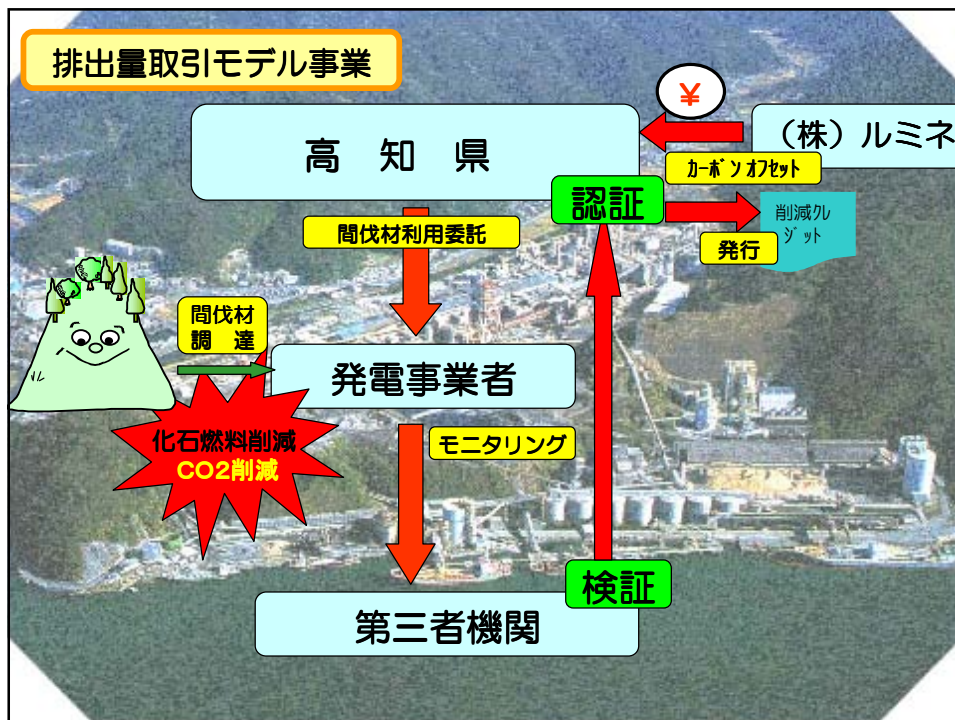 排出量取引モデル事業
¥
高 知 県
(株)ルミネ
カーボンオフセット
認証
削減クレ
ジット
発行
間伐材利用委託
間伐材
調 達
発電事業者
化石燃料削減
CO2削減
モニタリング
検証
第三者機関